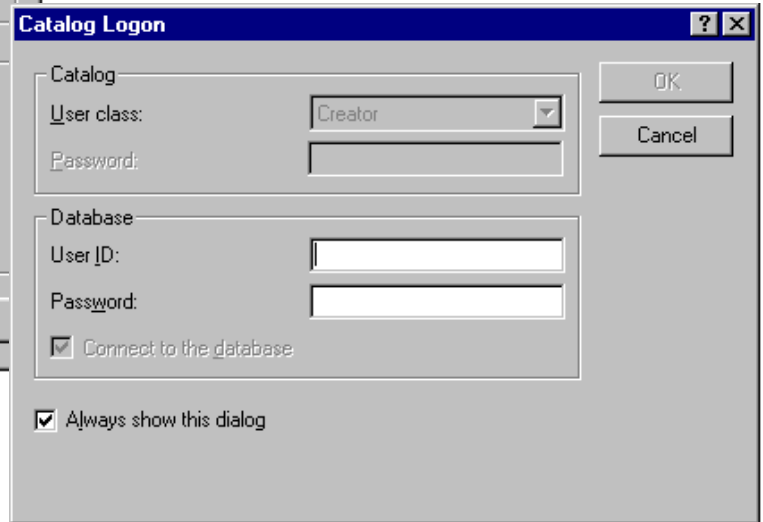 Catalog Logon
Catalog
User class: Creator
Password:
OK
Cancel
Database
User ID:
Password:
Connect to the database
Always show this dialog